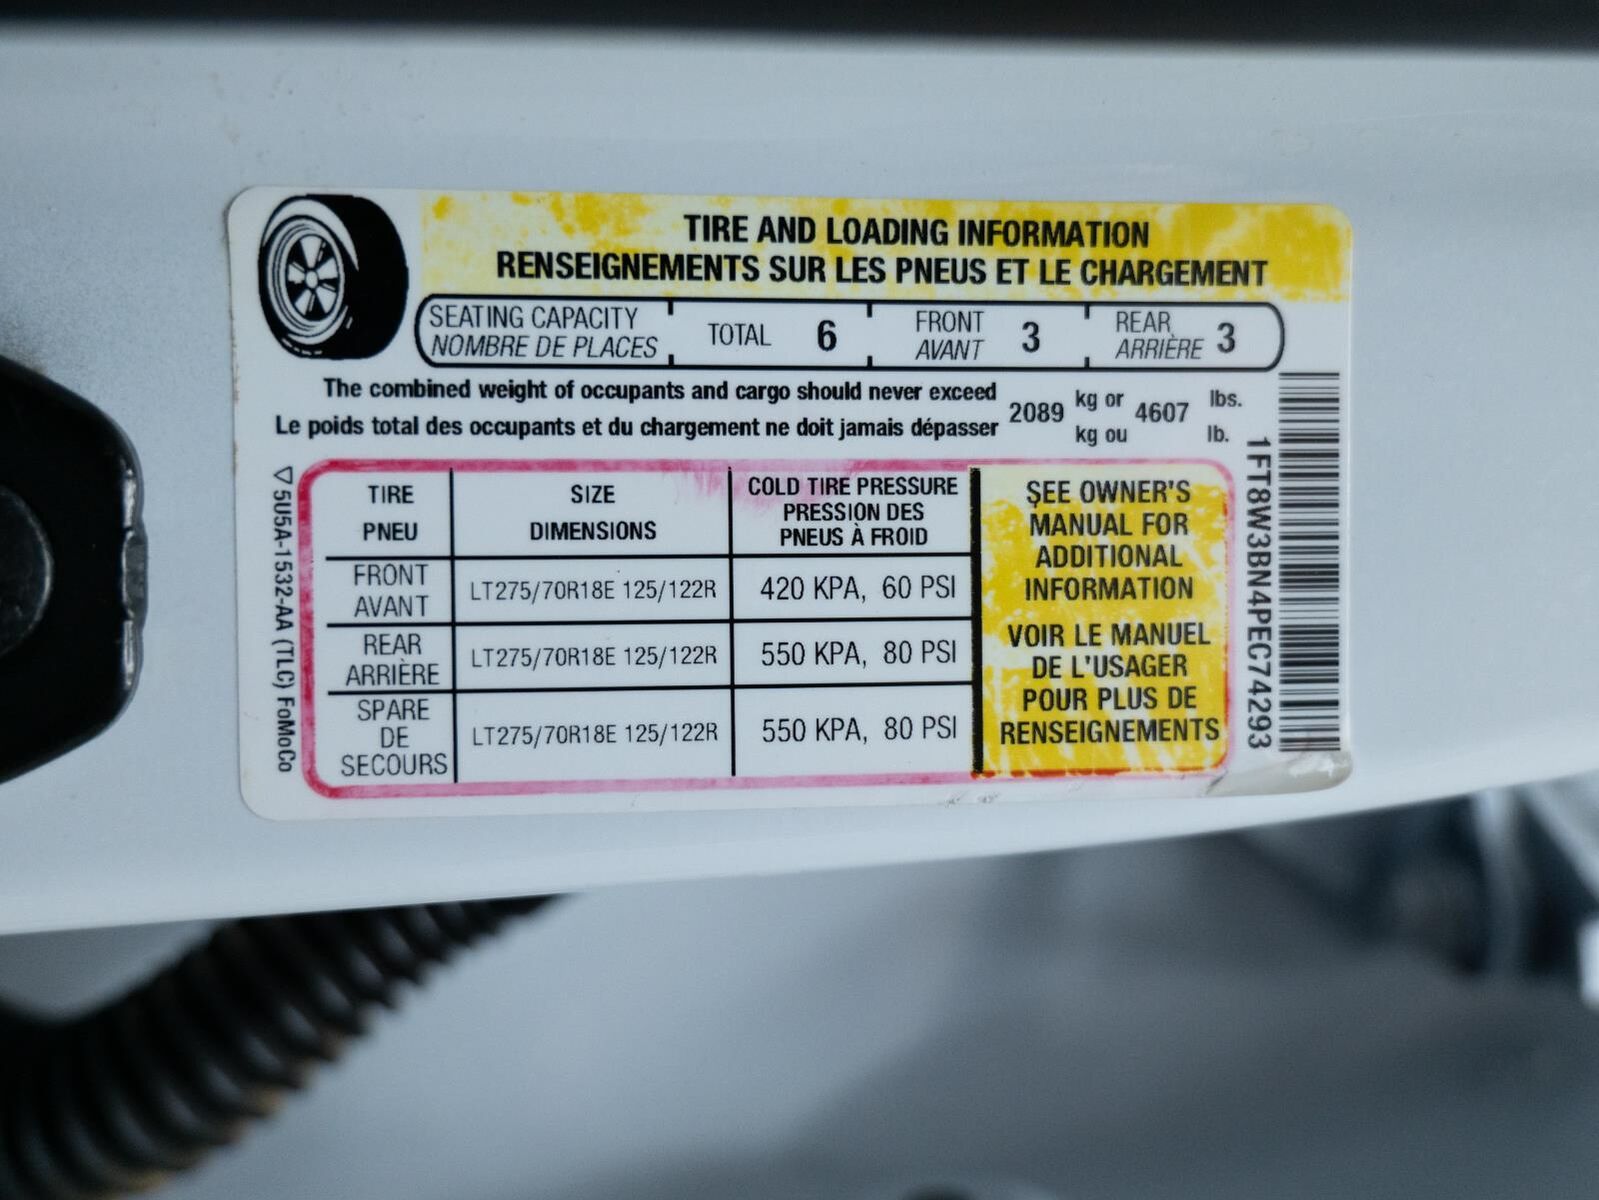 TIRE AND LOADING INFORMATION
RENSEIGNEMENTS SUR LES PNEUS ET LE CHARGEMENT
SEATING CAPACITY
NOMBRE DE PLACES
TOTAL 6
FRONT
AVANT 3
REAR
ARRIÈRE 3
The combined weight of occupants and cargo should never exceed
Le poids total des occupants et du chargement ne doit jamais dépasser
2089 kg or 4607 lbs.
kg ou lb.
TIRE
PNEU
SIZE
DIMENSIONS
COLD TIRE PRESSURE
PRESSION DES
PNEUS À FROID
FRONT
AVANT
LT275/70R18E 125/122R
420 KPA, 60 PSI
REAR
ARRIÈRE
LT275/70R18E 125/122R
550 KPA, 80 PSI
SPARE
DE
SECOURS
LT275/70R18E 125/122R
550 KPA, 80 PSI
SEE OWNER'S
MANUAL FOR
ADDITIONAL
INFORMATION
VOIR LE MANUEL
DE L'USAGER
POUR PLUS DE
RENSEIGNEMENTS
5U5A-1532-AA (TLC) FoMoCo
1FT8W3BN4PEC74293